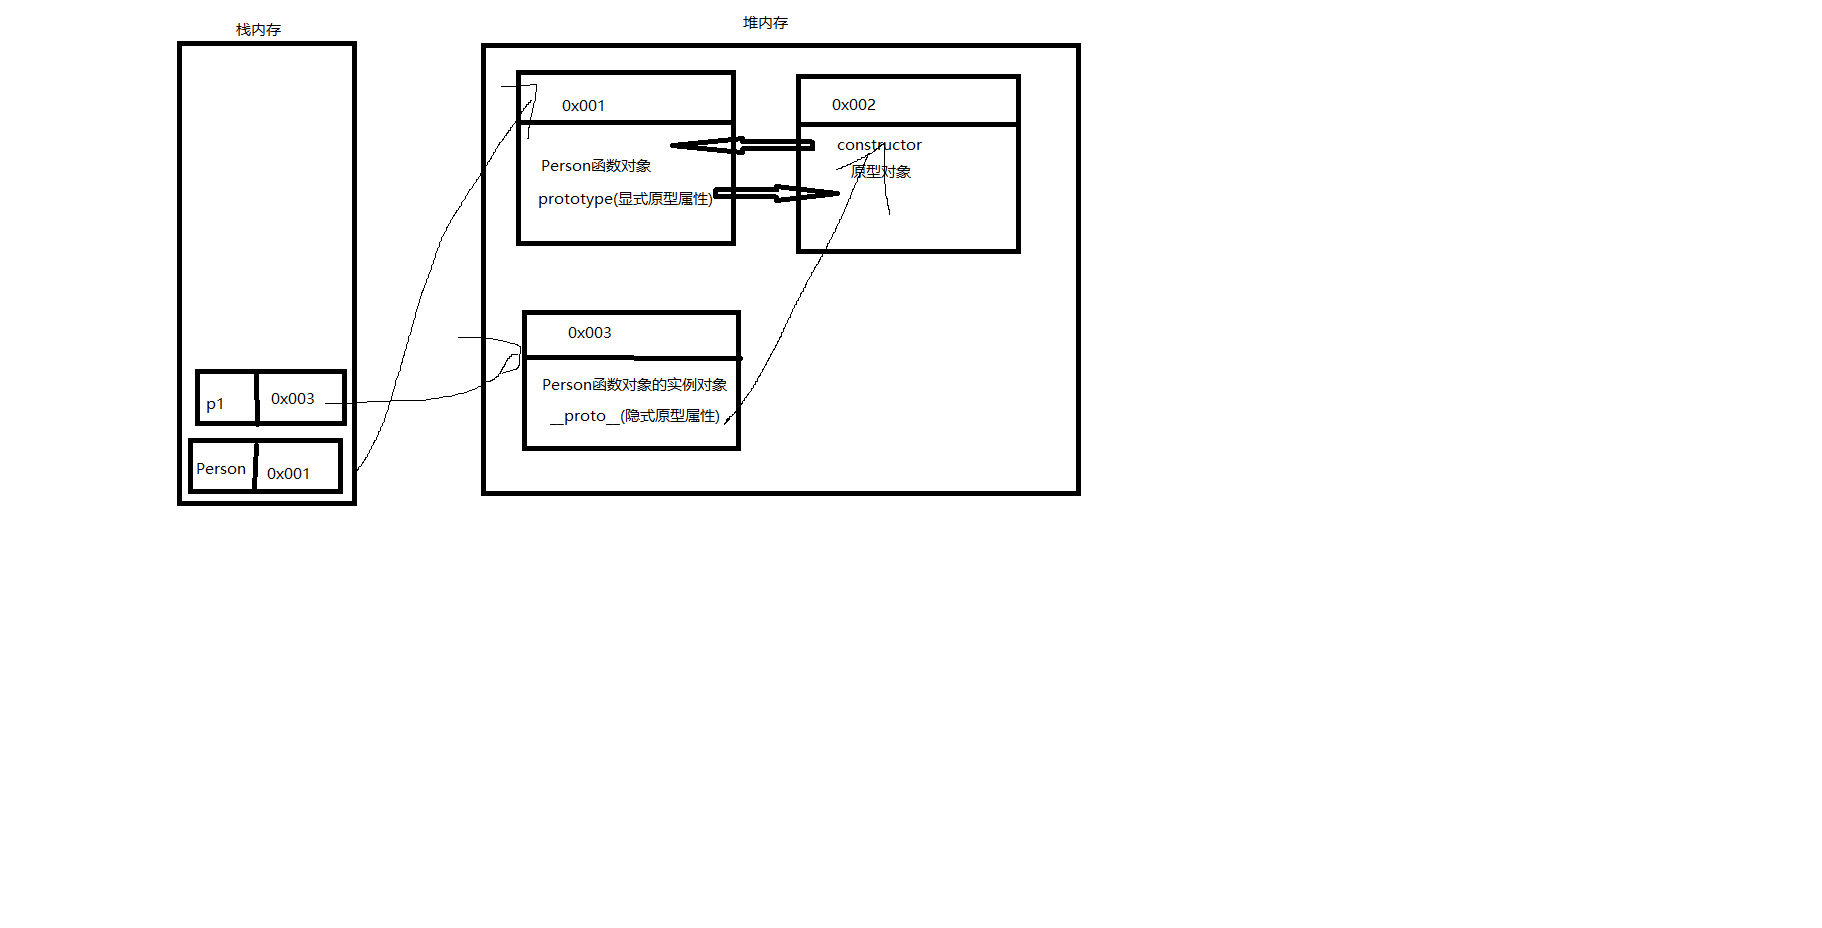 栈内存
堆内存
0x001
Person函数对象
prototype(显式原型属性)
0x002
constructor
原型对象
0x003
Person函数对象的实例对象
__proto__(隐式原型属性)
p1
0x003
Person
0x001